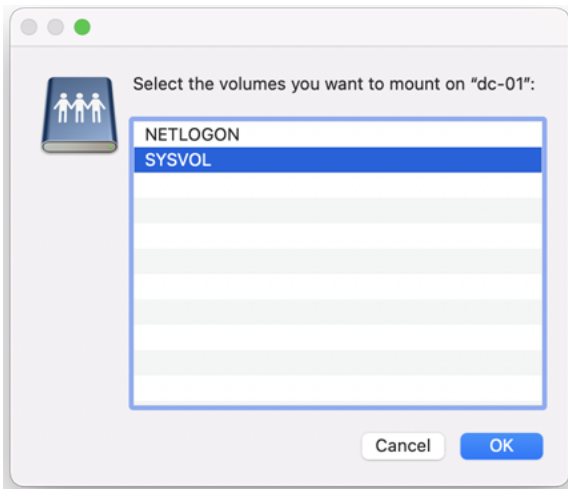 Select the volumes you want to mount on “dc-01”:
NETLOGON
SYSVOL
Cancel
OK